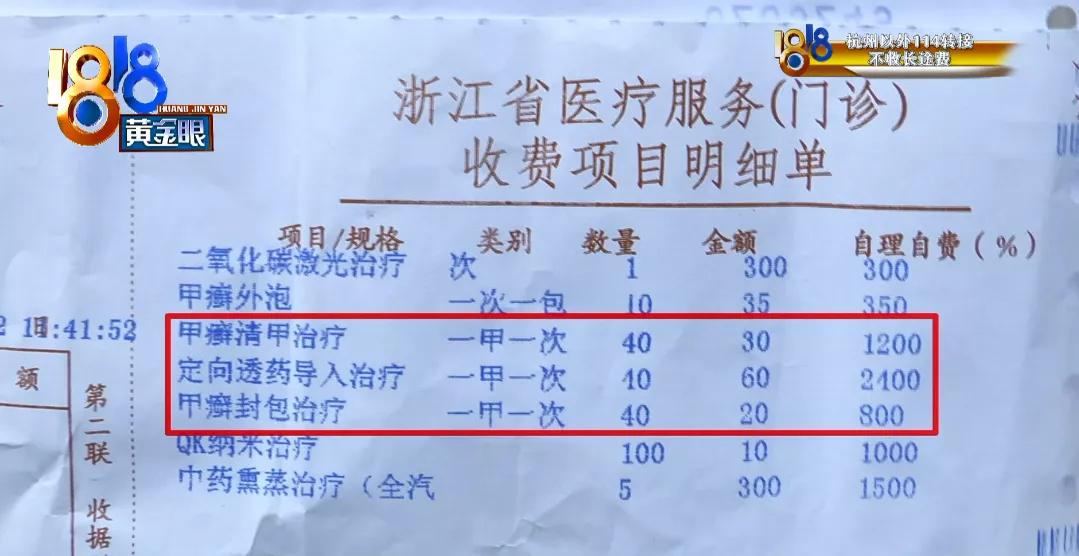 1818
HUANG JIN YAN
黄金眼
1818
杭州以外114转接
不收长途费
浙江省医疗服务(门诊)
收费项目明细单
项目/规格 类别 数量 金额 自理自费(%)
二氧化碳激光治疗 次 1 300 300
甲癣外泡 一次一包 10 35 350
:41:52
甲癣清甲治疗 一甲一次 40 30 1200
定向透药导入治疗 一甲一次 40 60 2400
甲癣封包治疗 一甲一次 40 20 800
QK纳米治疗 100 10 1000
中药熏蒸治疗(全汽 5 300 1500
额
第二联
收据